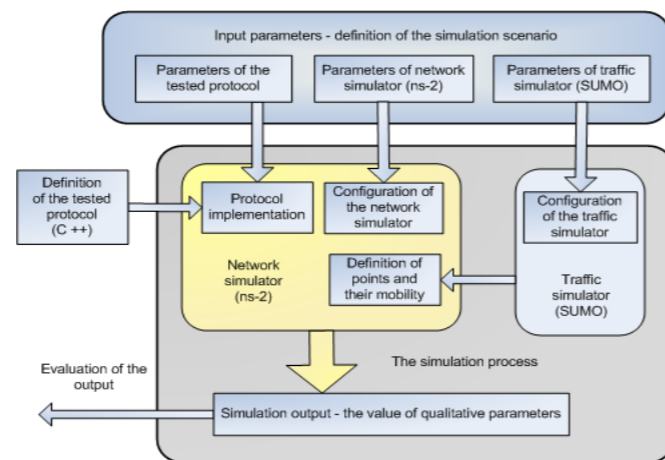 Input parameters - definition of the simulation scenario
Parameters of the
tested protocol
Parameters of network
simulator (ns-2)
Parameters of traffic
simulator (SUMO)
Definition
of the tested
protocol
(C ++)
Protocol
implementation
Configuration of
the network
simulator
Configuration
of the traffic
simulator
Network
simulator
(ns-2)
Definition of
points and
their mobility
Traffic
simulator
(SUMO)
The simulation process
Evaluation of the
output
Simulation output - the value of qualitative parameters